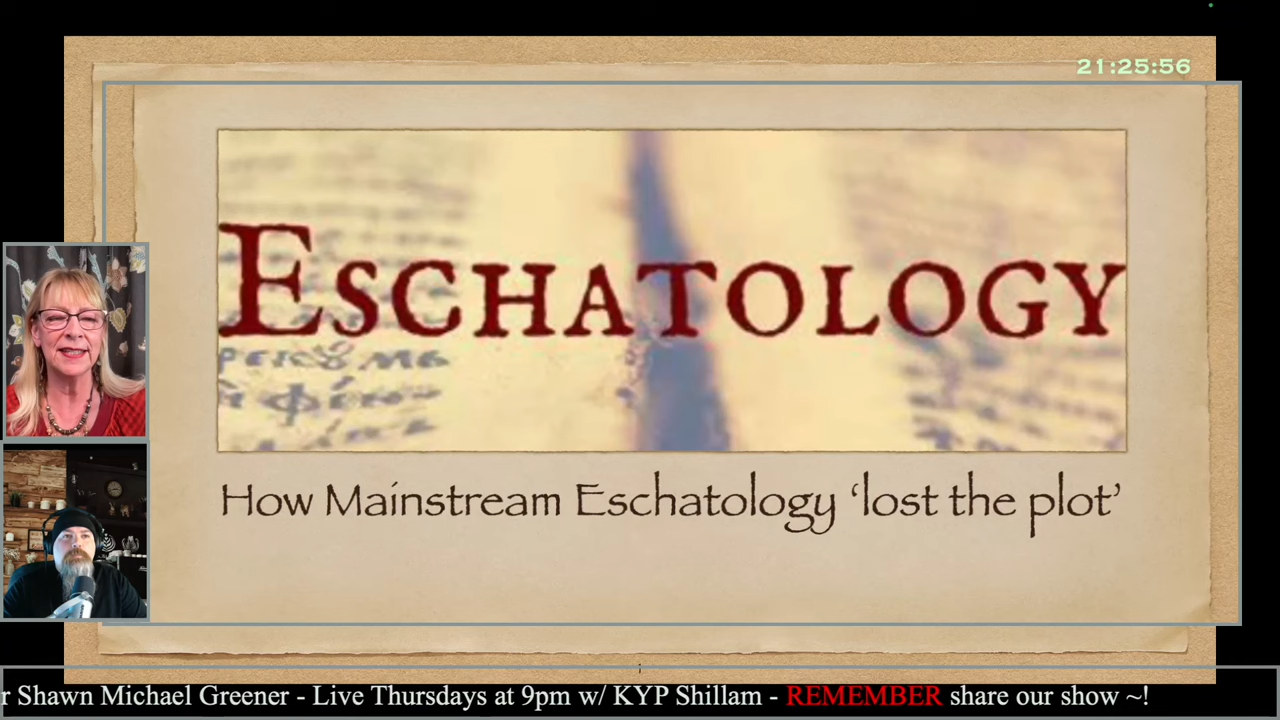 21:25:56
ESCHATOLOGY
How Mainstream Eschatology ‘lost the plot’
r Shawn Michael Greener - Live Thursdays at 9pm w/ KYP Shillam - REMEMBER share our show ~!